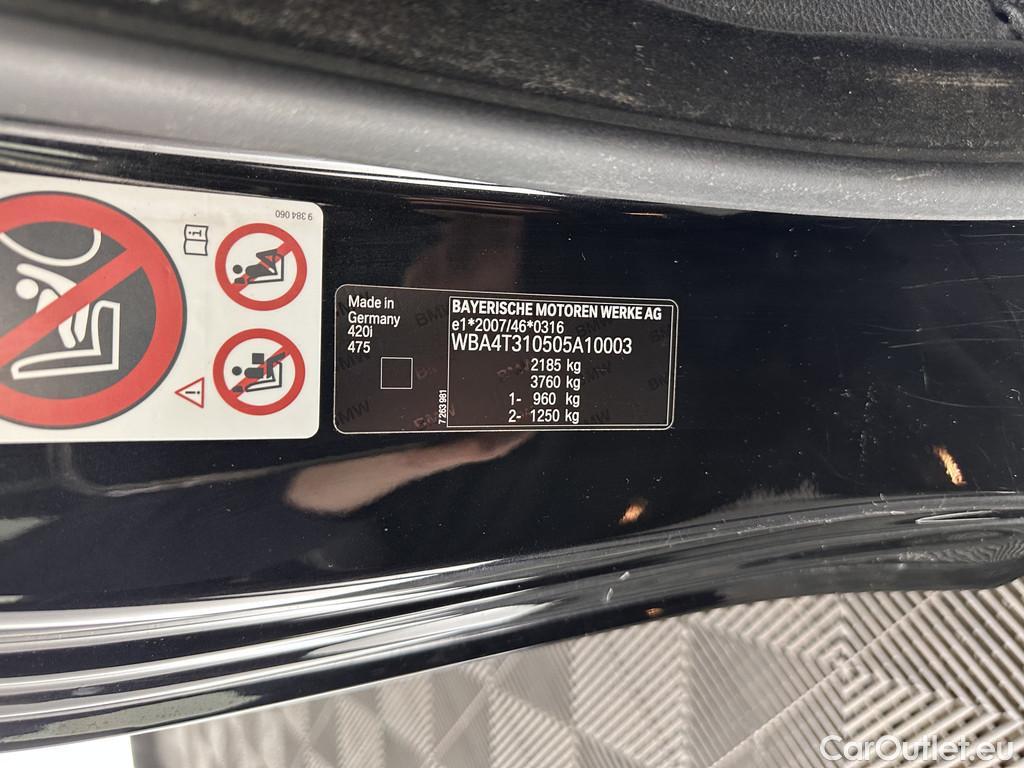 9 384 060
Made in
Germany
420i
475
7 263 981
BAYERISCHE MOTOREN WERKE AG
e1*2007/46*0316
WBA4T310505A10003
2185 kg
3760 kg
1- 960 kg
2- 1250 kg
BMW
CarOutlet.eu